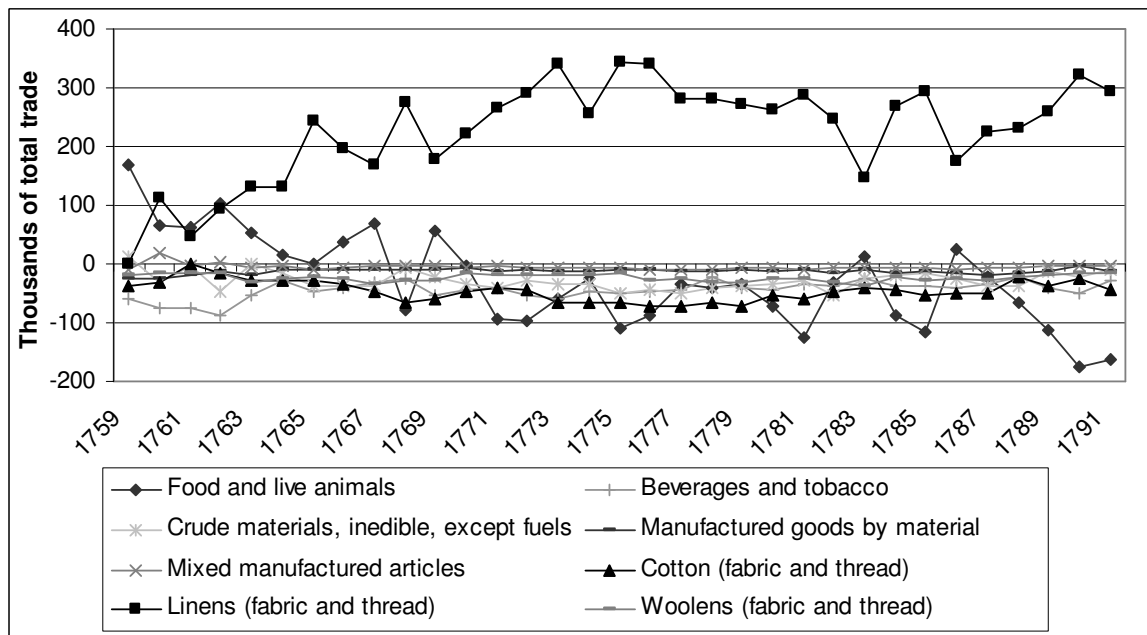 400
300
200
100
0
-100
-200
Thousands of total trade
1759
1761
1763
1765
1767
1769
1771
1773
1775
1777
1779
1781
1783
1785
1787
1789
1791
Food and live animals
Beverages and tobacco
Crude materials, inedible, except fuels
Manufactured goods by material
Mixed manufactured articles
Cotton (fabric and thread)
Linens (fabric and thread)
Woolens (fabric and thread)